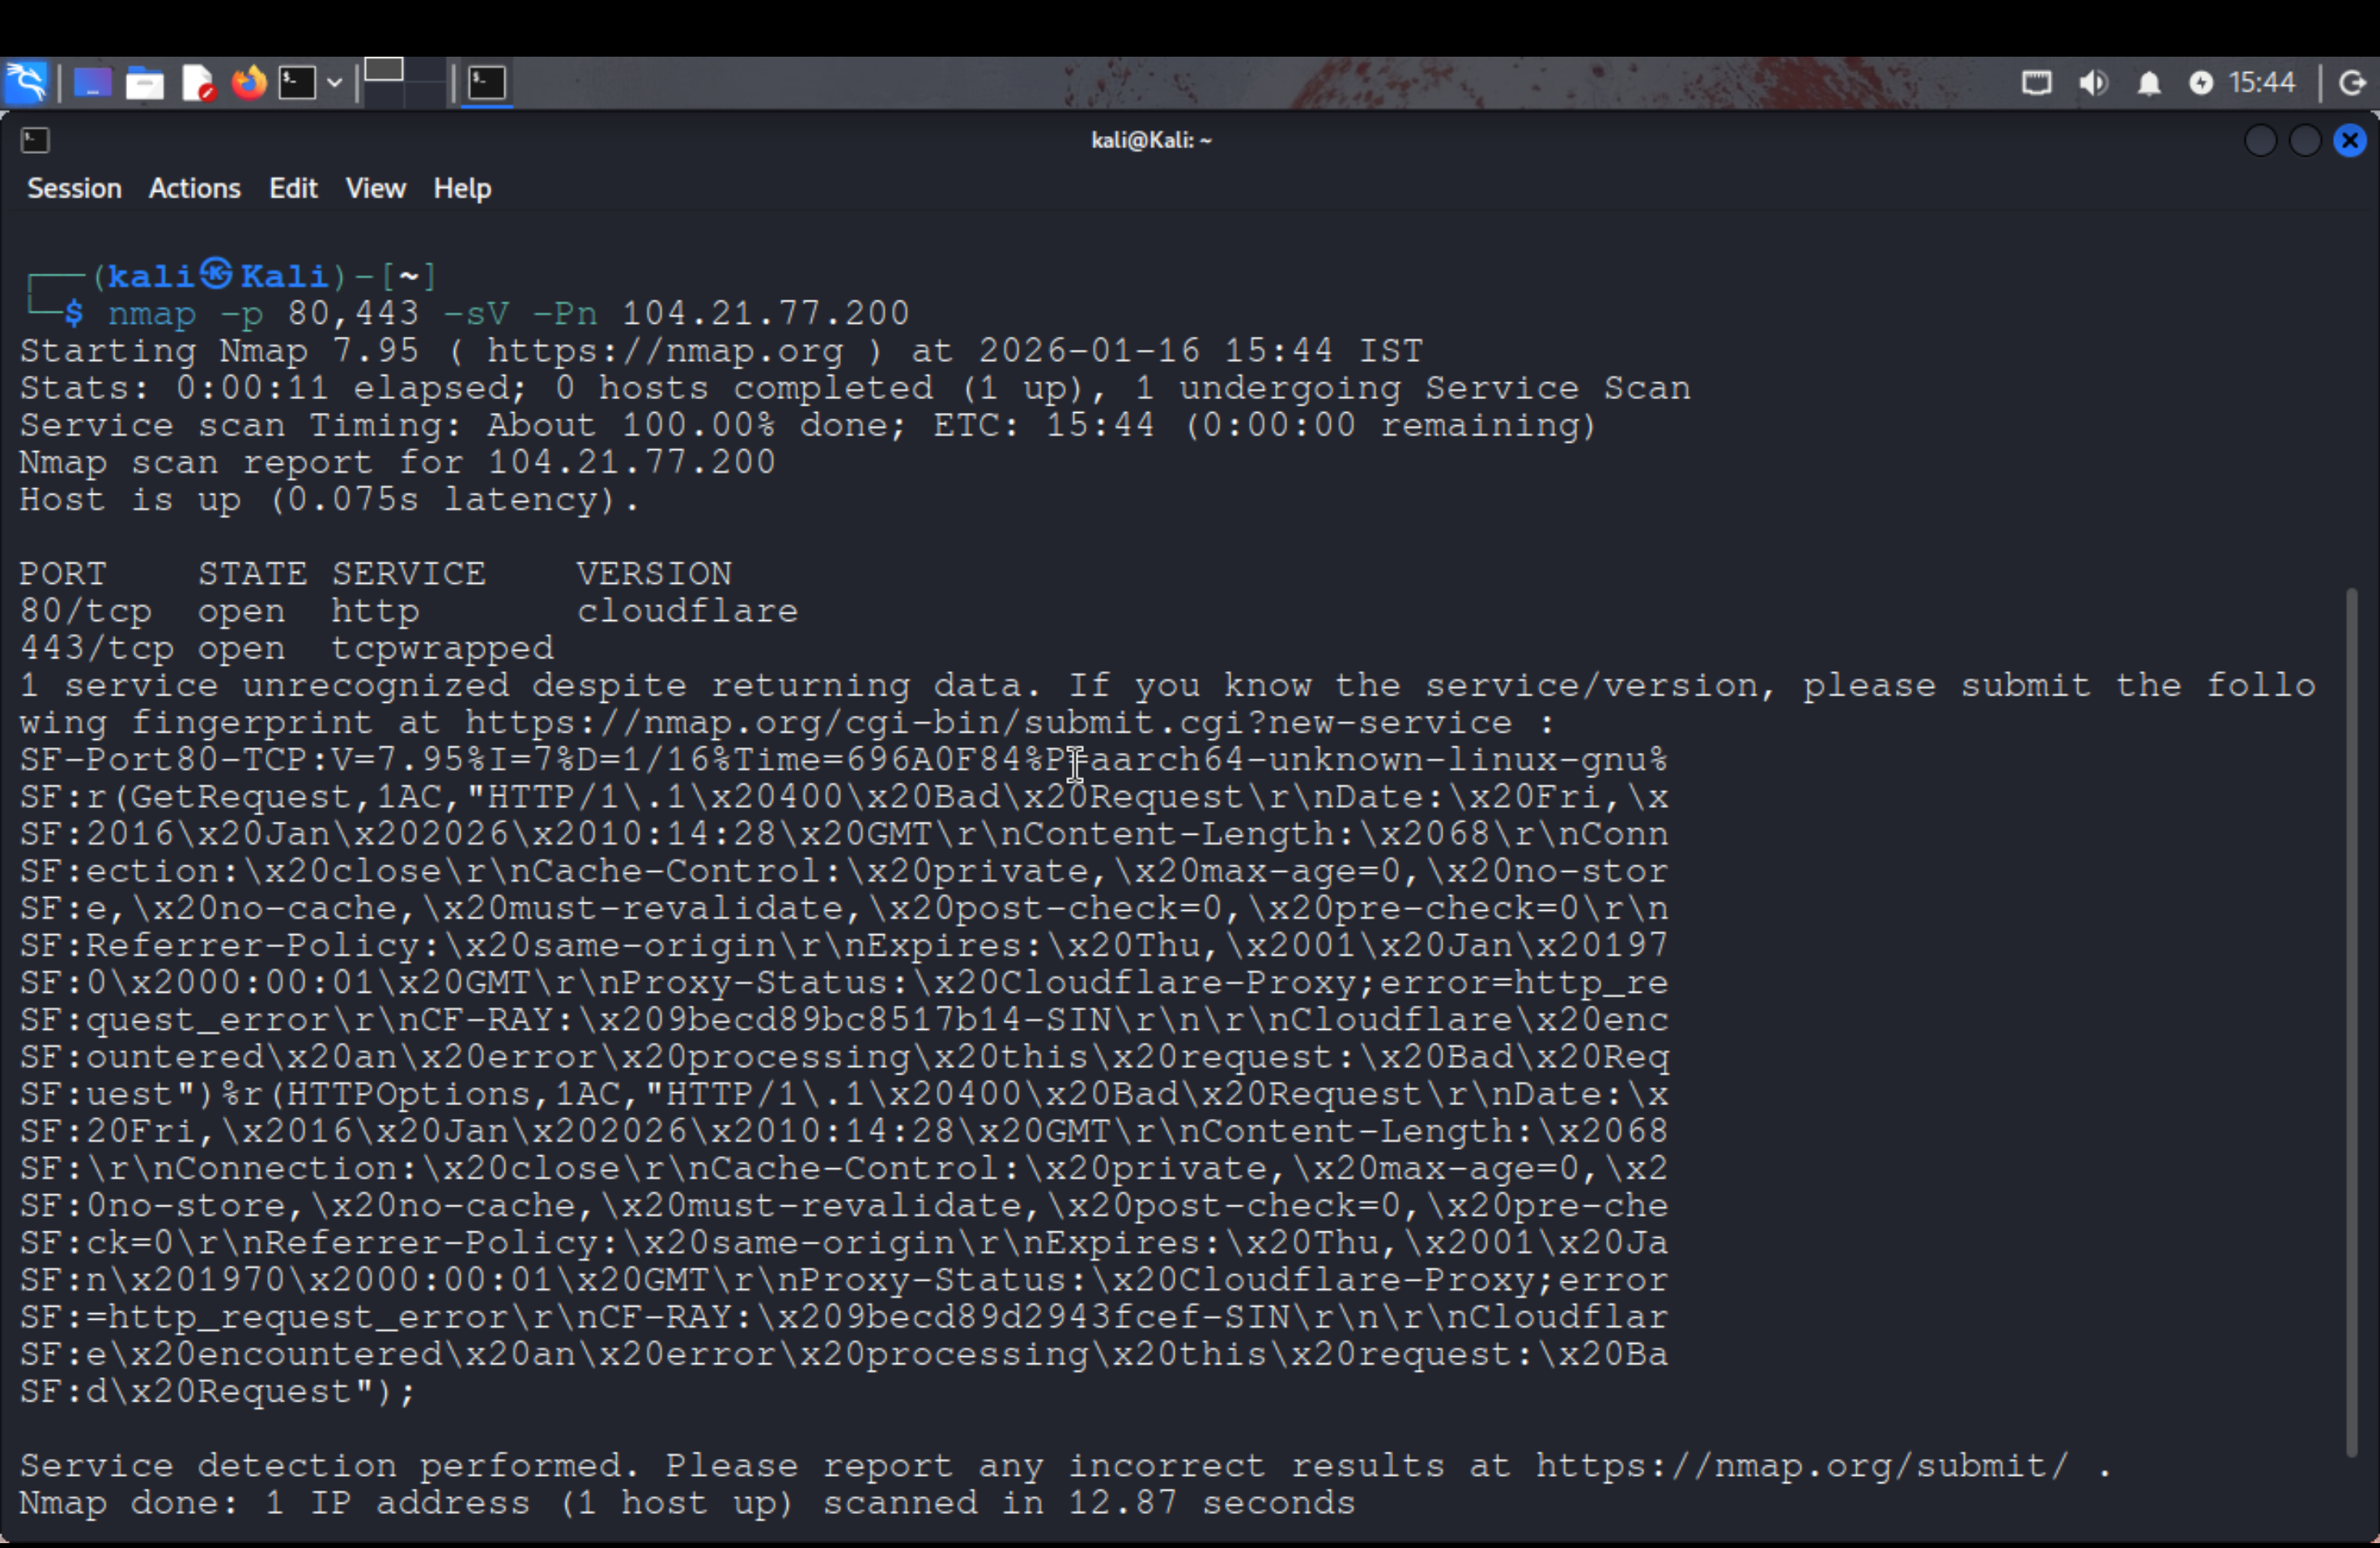 15:44
kali@Kali: ~
Session Actions Edit View Help
┌──(kali㉿Kali)-[~]
└─$ nmap -p 80,443 -sV -Pn 104.21.77.200
Starting Nmap 7.95 ( https://nmap.org ) at 2026-01-16 15:44 IST
Stats: 0:00:11 elapsed; 0 hosts completed (1 up), 1 undergoing Service Scan
Service scan Timing: About 100.00% done; ETC: 15:44 (0:00:00 remaining)
Nmap scan report for 104.21.77.200
Host is up (0.075s latency).
PORT    STATE SERVICE    VERSION
80/tcp  open  http       cloudflare
443/tcp open  tcpwrapped
1 service unrecognized despite returning data. If you know the service/version, please submit the follo
wing fingerprint at https://nmap.org/cgi-bin/submit.cgi?new-service :
SF-Port80-TCP:V=7.95%I=7%D=1/16%Time=696A0F84%P=aarch64-unknown-linux-gnu%
SF:r(GetRequest,1AC,"HTTP/1\.1\x20400\x20Bad\x20Request\r\nDate:\x20Fri,\x
SF:2016\x20Jan\x202026\x2010:14:28\x20GMT\r\nContent-Length:\x2068\r\nConn
SF:ection:\x20close\r\nCache-Control:\x20private,\x20max-age=0,\x20no-stor
SF:e,\x20no-cache,\x20must-revalidate,\x20post-check=0,\x20pre-check=0\r\n
SF:Referrer-Policy:\x20same-origin\r\nExpires:\x20Thu,\x2001\x20Jan\x20197
SF:0\x2000:00:01\x20GMT\r\nProxy-Status:\x20Cloudflare-Proxy;error=http_re
SF:quest_error\r\nCF-RAY:\x209becd89bc8517b14-SIN\r\n\r\nCloudflare\x20enc
SF:ountered\x20an\x20error\x20processing\x20this\x20request:\x20Bad\x20Req
SF:uest")%r(HTTPOptions,1AC,"HTTP/1\.1\x20400\x20Bad\x20Request\r\nDate:\x
SF:20Fri,\x2016\x20Jan\x202026\x2010:14:28\x20GMT\r\nContent-Length:\x2068
SF:\r\nConnection:\x20close\r\nCache-Control:\x20private,\x20max-age=0,\x2
SF:0no-store,\x20no-cache,\x20must-revalidate,\x20post-check=0,\x20pre-che
SF:ck=0\r\nReferrer-Policy:\x20same-origin\r\nExpires:\x20Thu,\x2001\x20Ja
SF:n\x201970\x2000:00:01\x20GMT\r\nProxy-Status:\x20Cloudflare-Proxy;error
SF:=http_request_error\r\nCF-RAY:\x209becd89d2943fcef-SIN\r\n\r\nCloudflar
SF:e\x20encountered\x20an\x20error\x20processing\x20this\x20request:\x20Ba
SF:d\x20Request");
Service detection performed. Please report any incorrect results at https://nmap.org/submit/ .
Nmap done: 1 IP address (1 host up) scanned in 12.87 seconds